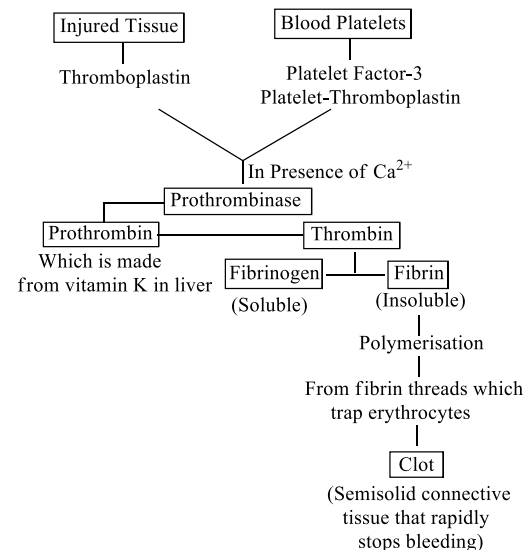 Injured Tissue
Blood Platelets
Thromboplastin
Platelet Factor-3
Platelet-Thromboplastin
In Presence of Ca²⁺
Prothrombinase
Prothrombin
Thrombin
Which is made
from vitamin K in liver
Fibrinogen
Fibrin
(Soluble)
(Insoluble)
Polymerisation
From fibrin threads which
trap erythrocytes
Clot
(Semisolid connective
tissue that rapidly
stops bleeding)